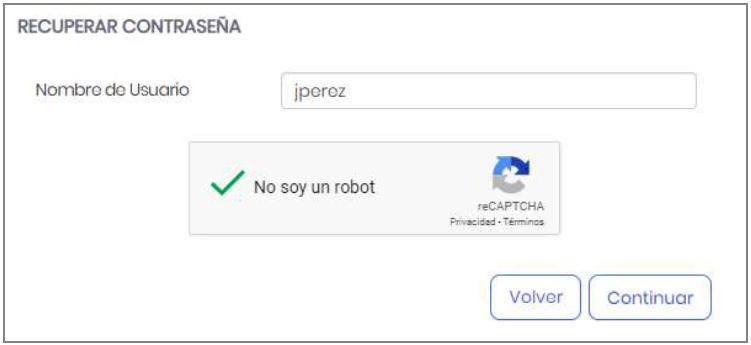 RECUPERAR CONTRASEÑA
Nombre de Usuario
jperez
No soy un robot
reCAPTCHA
Privacidad - Términos
Volver
Continuar